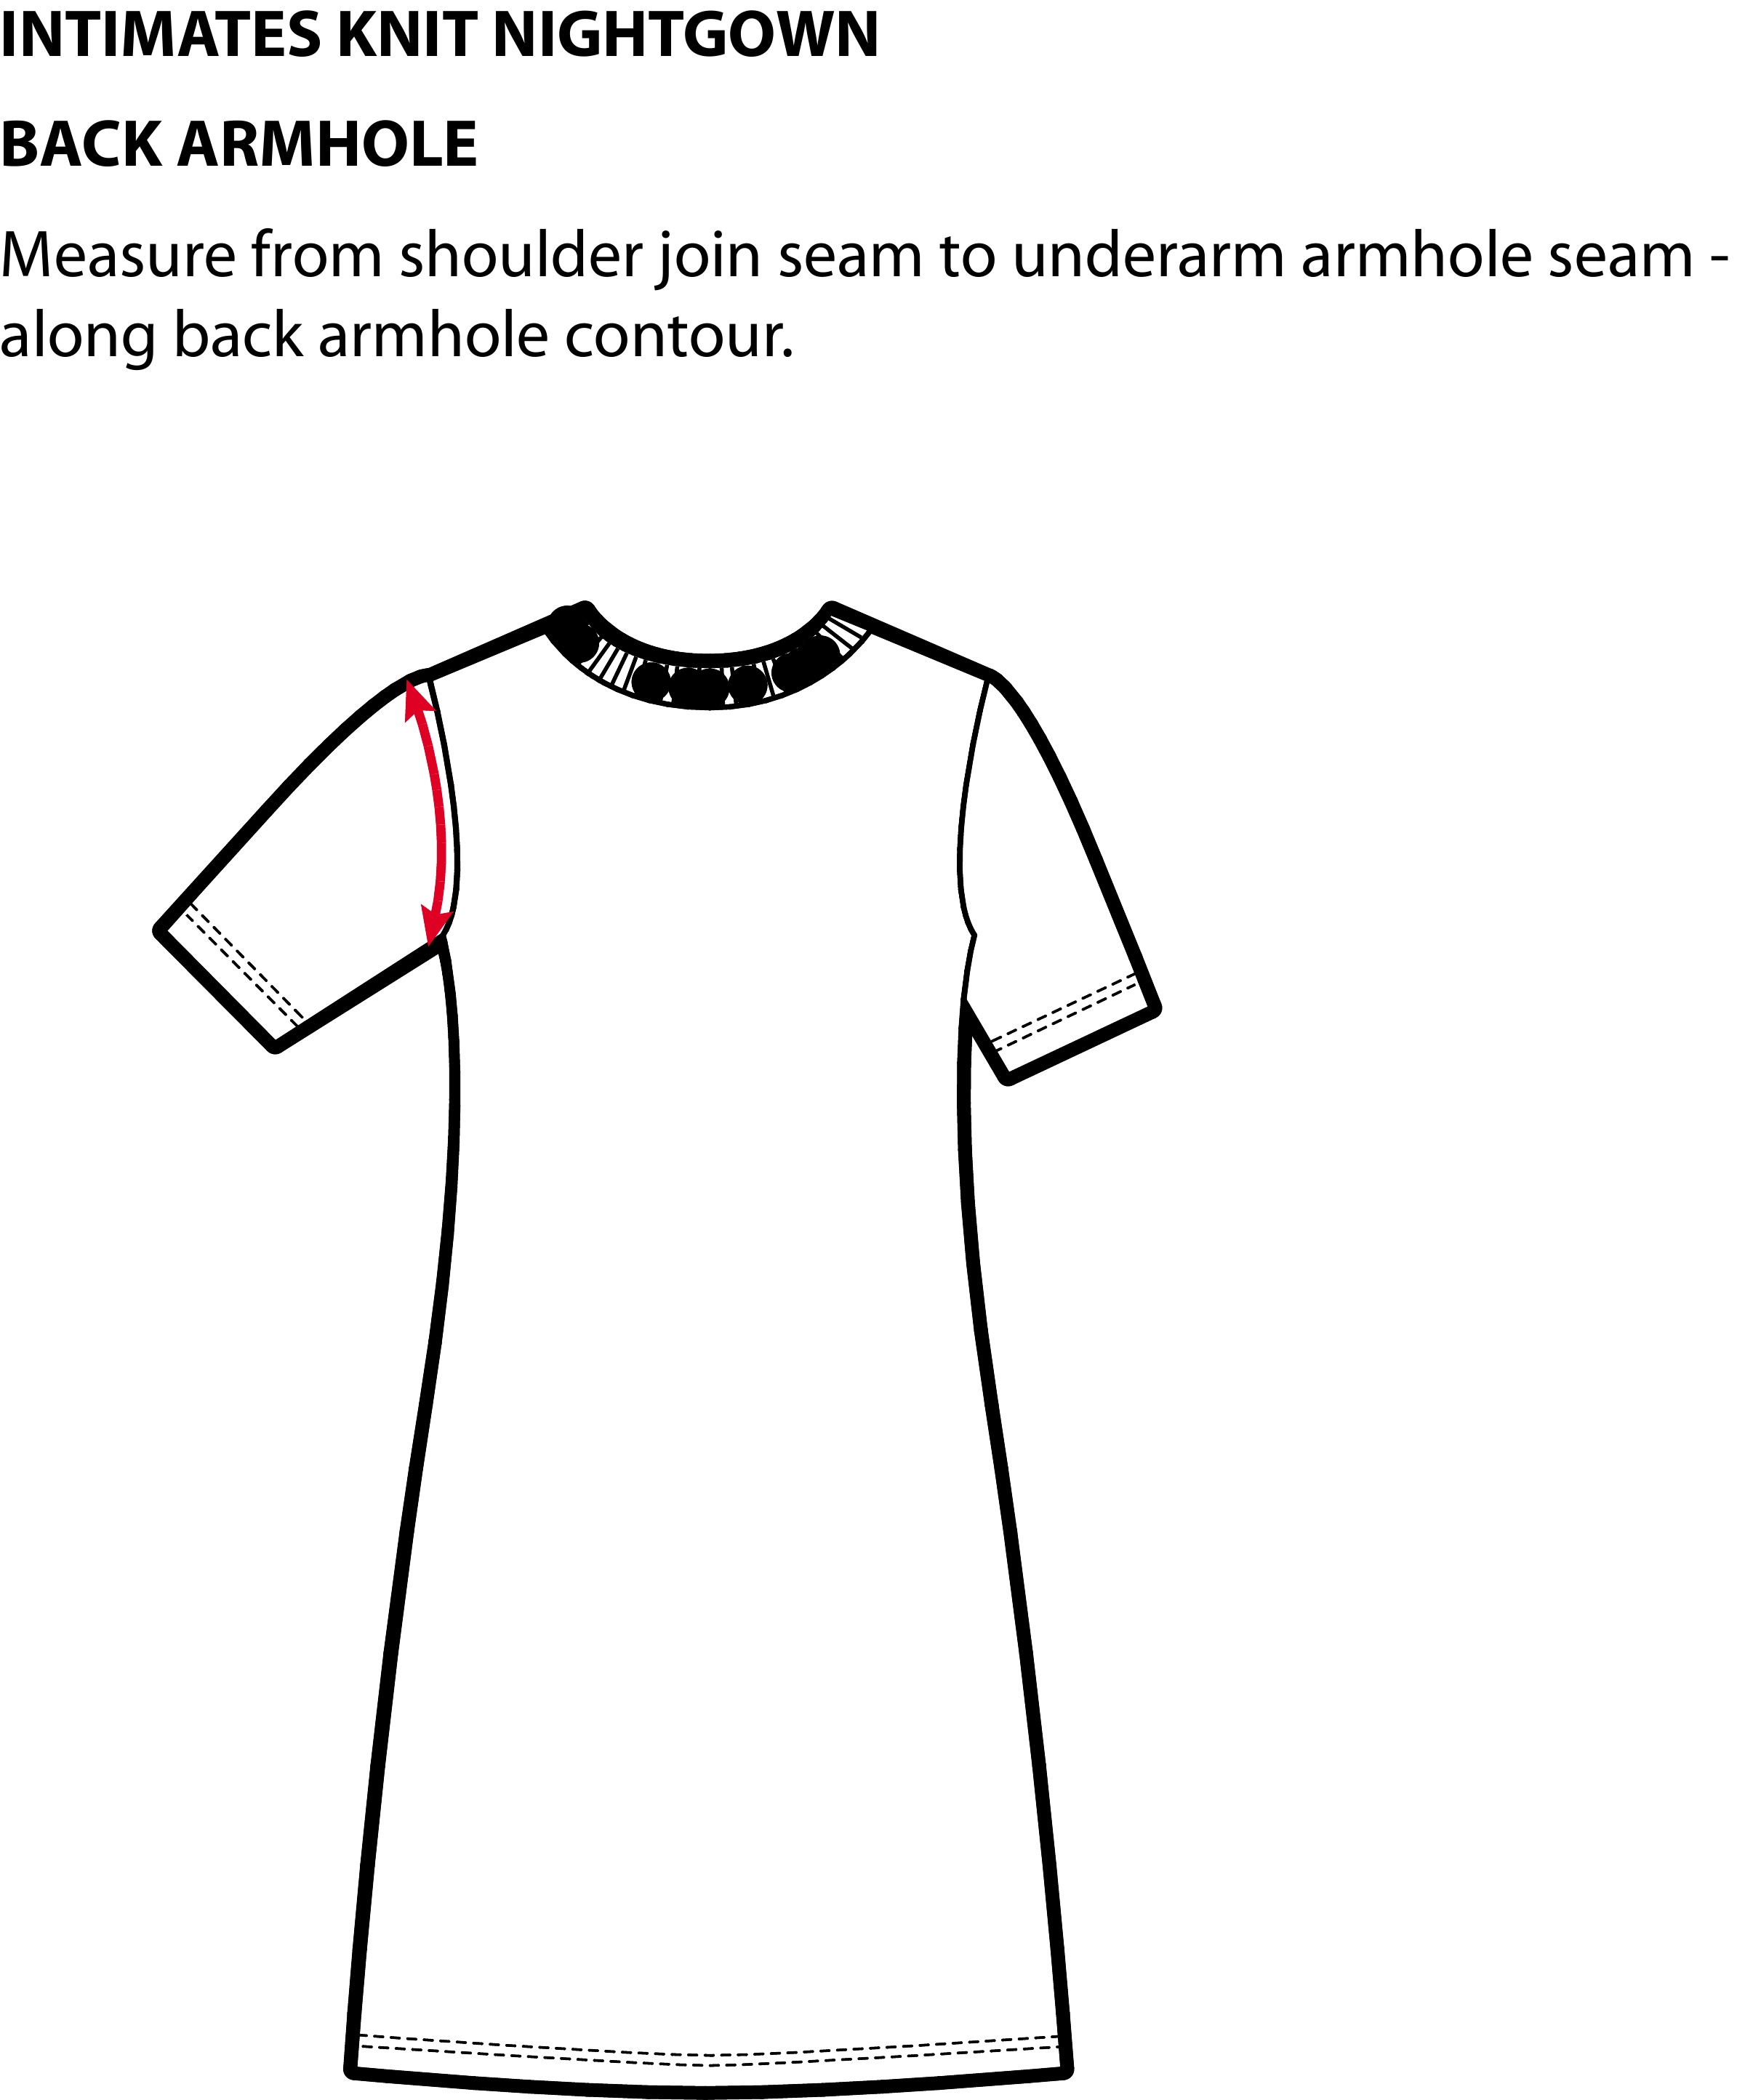 INTIMATES KNIT NIGHTGOWN
BACK ARMHOLE
Measure from shoulder join seam to underarm armhole seam -
along back armhole contour.